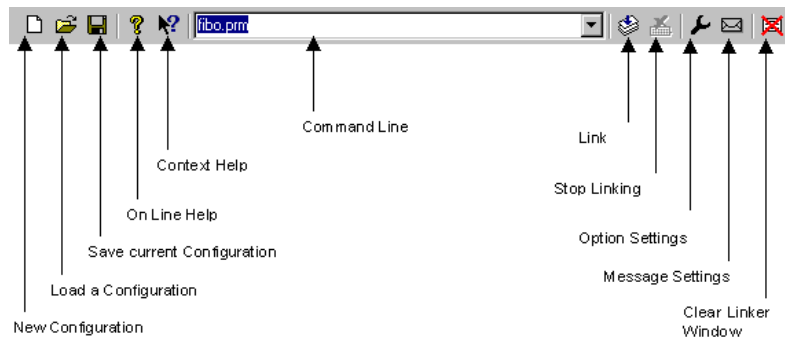 fibo.prm
Command Line
Link
Context Help
Stop Linking
On Line Help
Option Settings
Save current Configuration
Message Settings
Load a Configuration
Clear Linker
Window
New Configuration